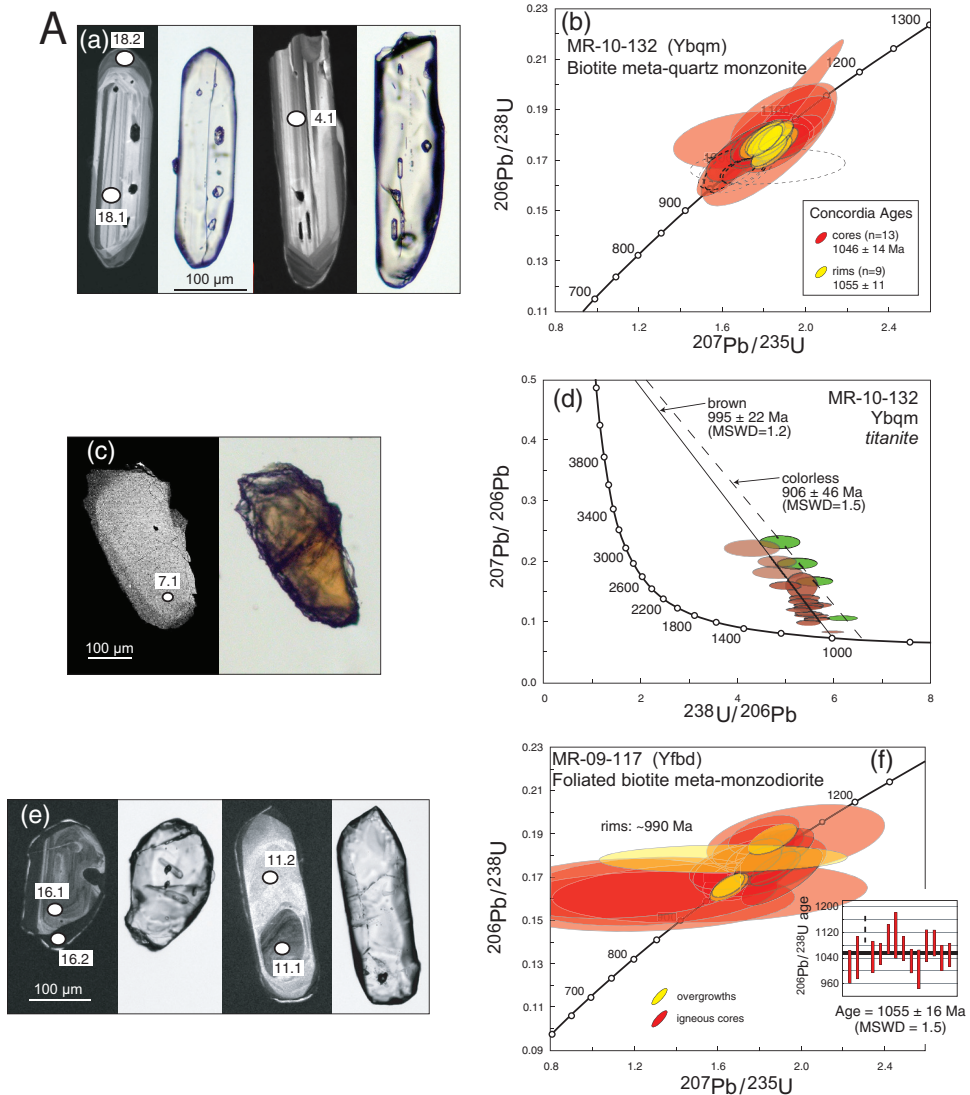 A
(a)
18.2
18.1
4.1
100 µm
(b)
MR-10-132 (Ybqm)
Biotite meta-quartz monzonite
0.23
0.21
0.19
0.17
0.15
0.13
0.11
206Pb/238U
700
800
900
1100
1200
1300
Concordia Ages
cores (n=13)
1046 ± 14 Ma
rims (n=9)
1055 ± 11
0.8
1.2
1.6
2.0
2.4
207Pb/235U
(c)
7.1
100 µm
(d)
MR-10-132
Ybqm
titanite
brown
995 ± 22 Ma
(MSWD=1.2)
colorless
906 ± 46 Ma
(MSWD=1.5)
0.5
0.4
0.3
0.2
0.1
0.0
207Pb/206Pb
3800
3400
3000
2600
2200
1800
1400
1000
0
2
4
6
8
238U/206Pb
(e)
16.1
16.2
11.2
11.1
100 µm
(f)
MR-09-117 (Yfbd)
Foliated biotite meta-monzodiorite
rims: ~990 Ma
0.23
0.21
0.19
0.17
0.15
0.13
0.11
0.09
206Pb/238U
700
800
900
1200
overgrowths
igneous cores
0.8
1.2
1.6
2.0
2.4
207Pb/235U
206Pb/238U age
1200
1120
1040
960
Age = 1055 ± 16 Ma
(MSWD = 1.5)